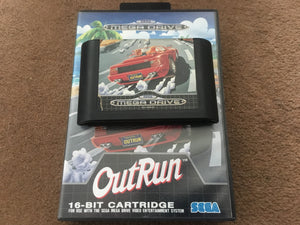 MEGA DRIVE
OUTRUN
MEGA DRIVE
OUTRUN
OutRun™
16-BIT CARTRIDGE
FOR USE WITH THE SEGA MEGA DRIVE VIDEO ENTERTAINMENT SYSTEM
SEGA